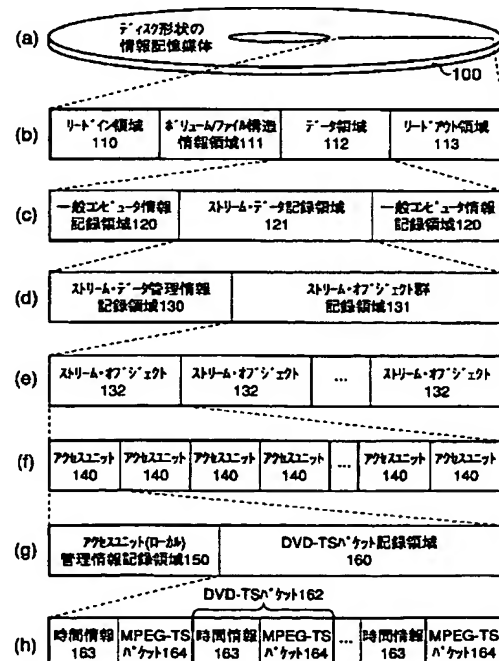 (a)
ディスク形状の
情報記憶媒体
100
(b)
リードイン領域
110
ボリューム/ファイル構造
情報領域111
データ領域
112
リードアウト領域
113
(c)
一般コンピュータ情報
記録領域120
ストリーム・データ記録領域
121
一般コンピュータ情報
記録領域120
(d)
ストリーム・データ管理情報
記録領域130
ストリーム・オブジェクト群
記録領域131
(e)
ストリーム・オブジェクト
132
ストリーム・オブジェクト
132
...
ストリーム・オブジェクト
132
(f)
アクセスユニット
140
アクセスユニット
140
アクセスユニット
140
アクセスユニット
140
...
アクセスユニット
140
アクセスユニット
140
(g)
アクセスユニット(ローカル)
管理情報記録領域150
DVD-TSパケット記録領域
160
DVD-TSパケット162
(h)
時間情報
163
MPEG-TS
パケット164
時間情報
163
MPEG-TS
パケット164
...
時間情報
163
MPEG-TS
パケット164